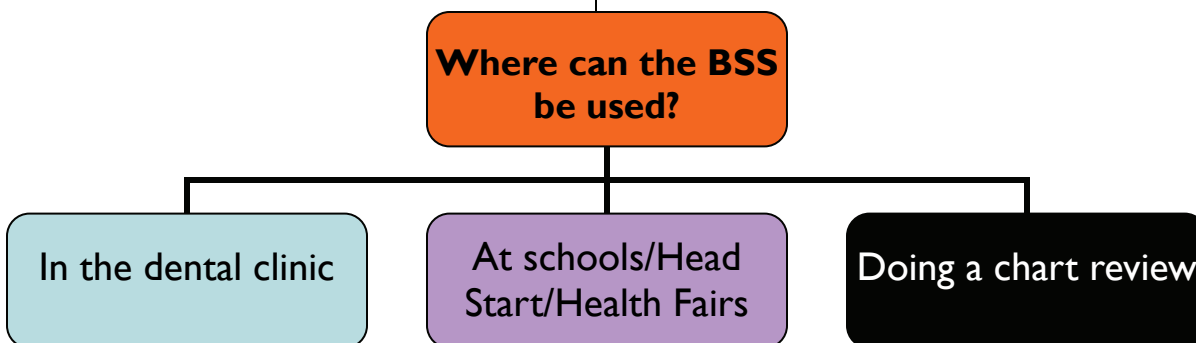 Where can the BSS
be used?
In the dental clinic
At schools/Head
Start/Health Fairs
Doing a chart review